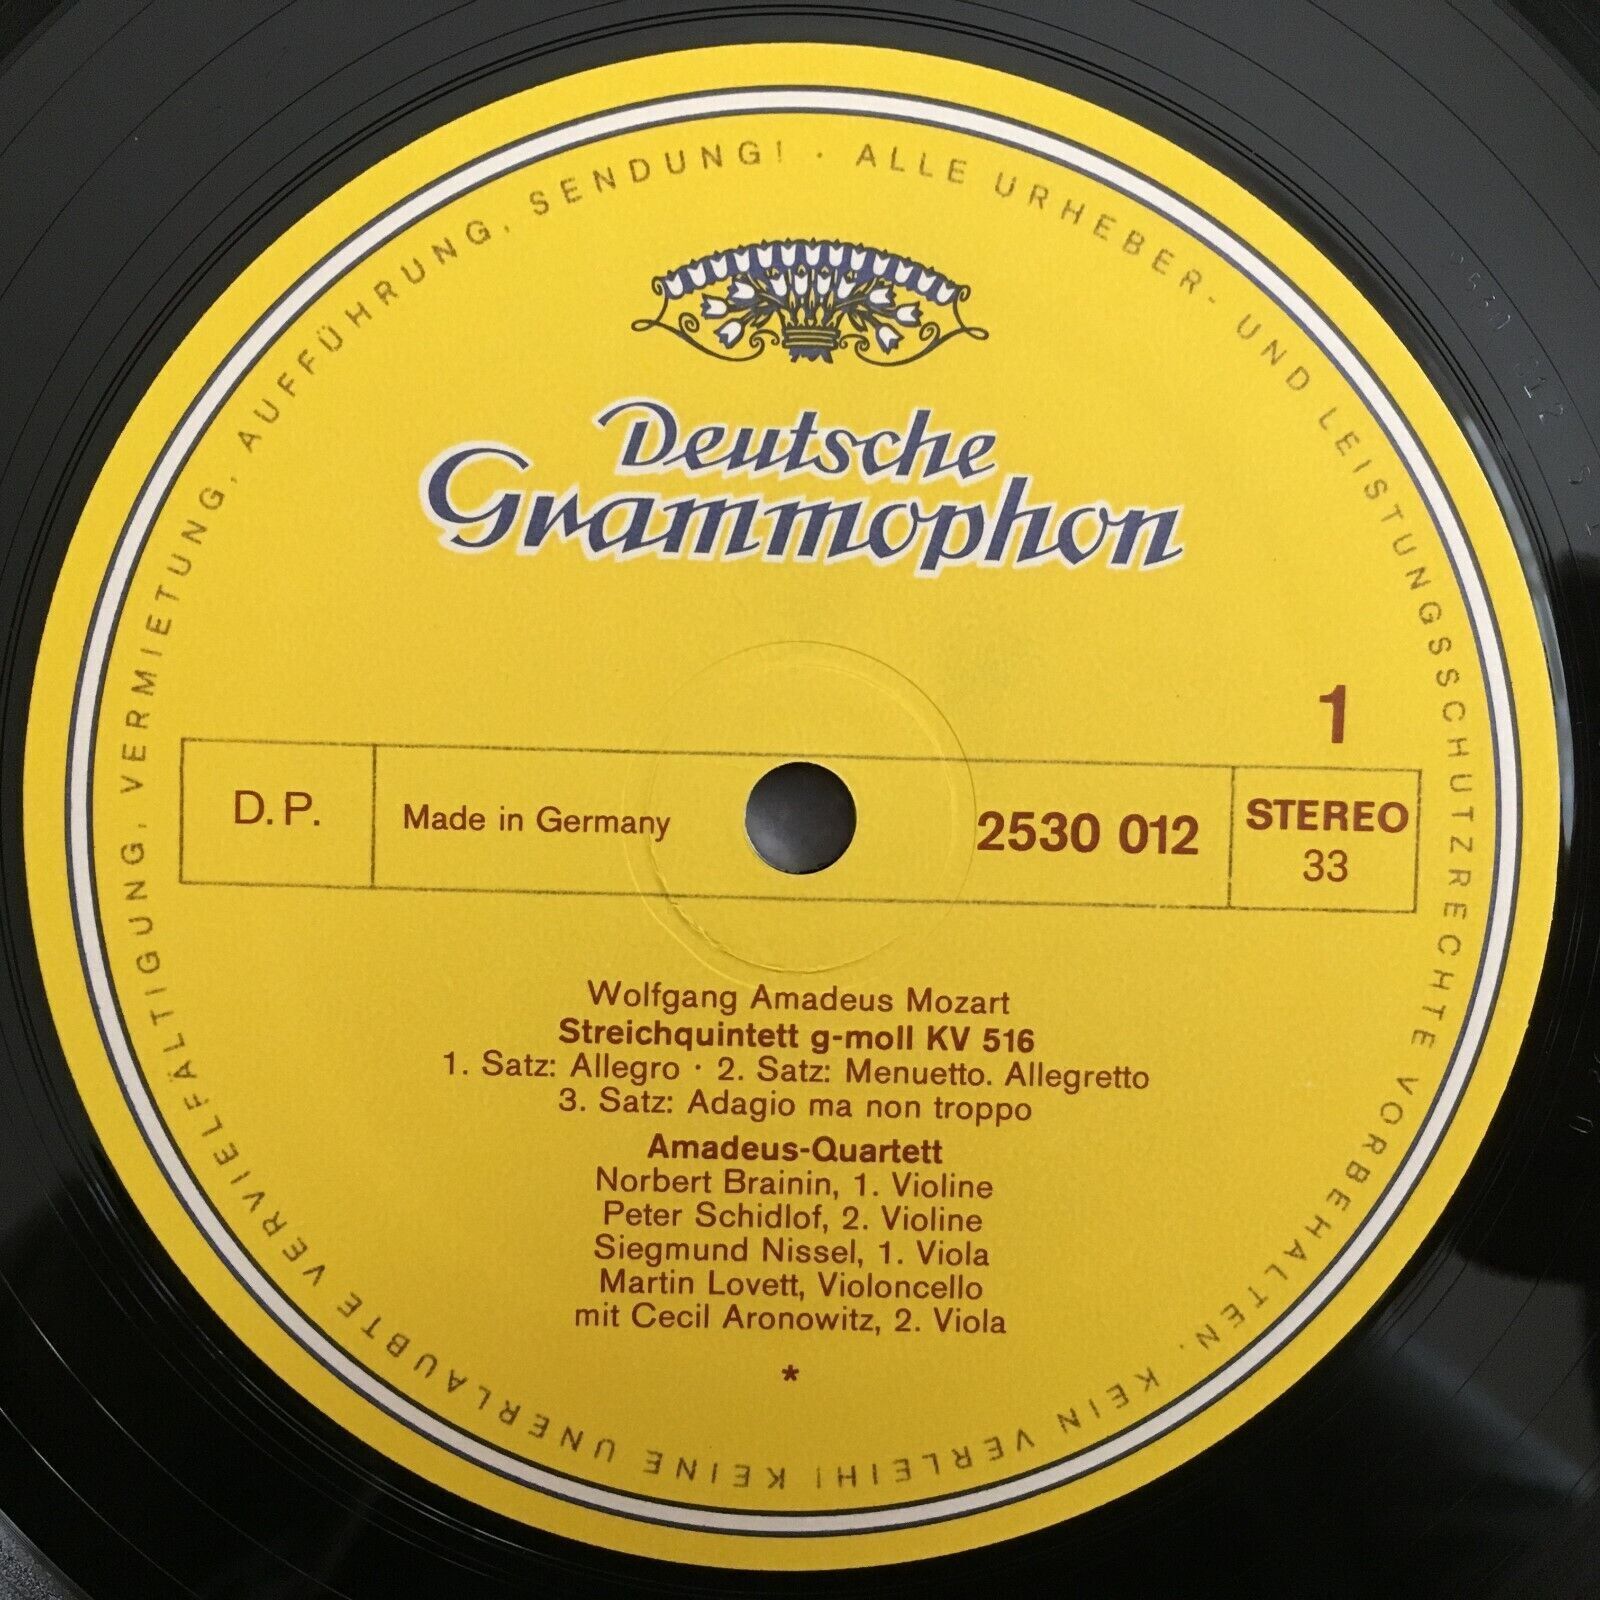 ALLE URHEBER- UND LEISTUNGSSCHUTZRECHTE VORBEHALTEN. KEIN VERLEIH! KEINE UNERLAUBTE VERVIELFÄLTIGUNG, VERMIETUNG, AUFFÜHRUNG, SENDUNG! ·
Deutsche
Grammophon
1
D.P.
Made in Germany
2530 012
STEREO
33
Wolfgang Amadeus Mozart
Streichquintett g-moll KV 516
1. Satz: Allegro · 2. Satz: Menuetto. Allegretto
3. Satz: Adagio ma non troppo
Amadeus-Quartett
Norbert Brainin, 1. Violine
Peter Schidlof, 2. Violine
Siegmund Nissel, 1. Viola
Martin Lovett, Violoncello
mit Cecil Aronowitz, 2. Viola
*